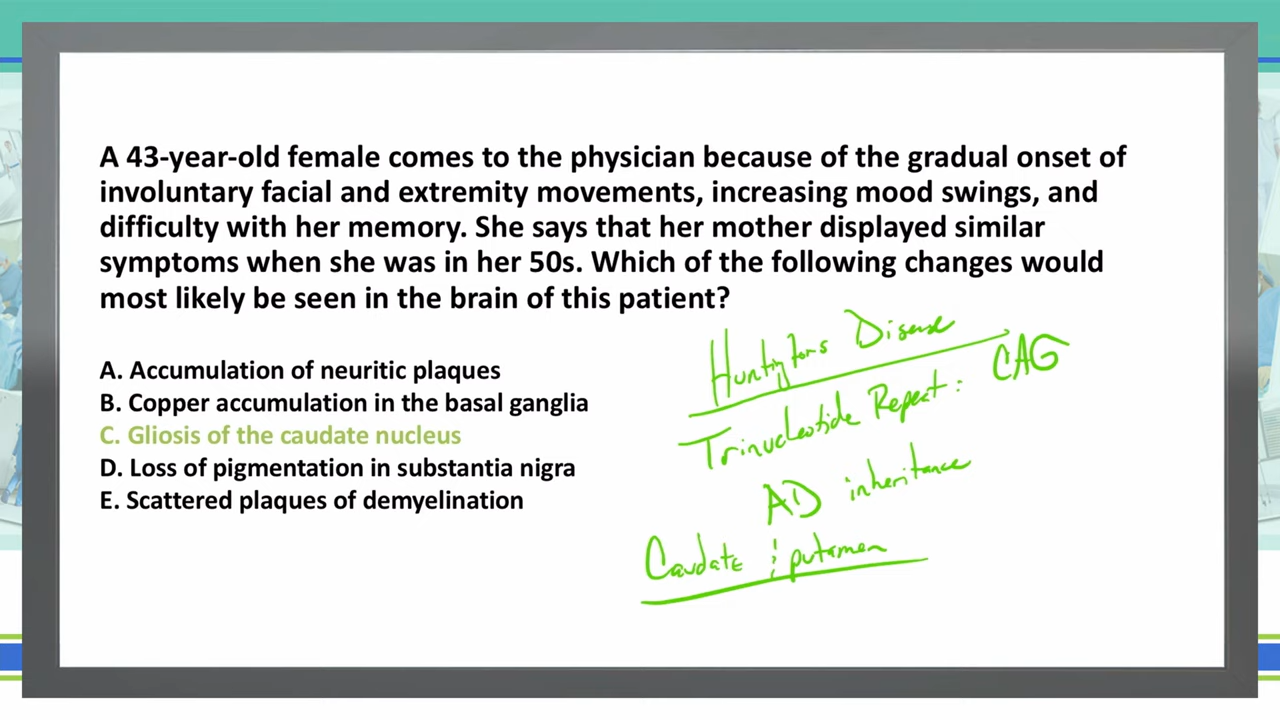 A 43-year-old female comes to the physician because of the gradual onset of
involuntary facial and extremity movements, increasing mood swings, and
difficulty with her memory. She says that her mother displayed similar
symptoms when she was in her 50s. Which of the following changes would
most likely be seen in the brain of this patient?
A. Accumulation of neuritic plaques
B. Copper accumulation in the basal ganglia
C. Gliosis of the caudate nucleus
D. Loss of pigmentation in substantia nigra
E. Scattered plaques of demyelination
Huntingtons Disease
Trinucleotide Repeat: CAG
AD inheritance
Caudate & putamen